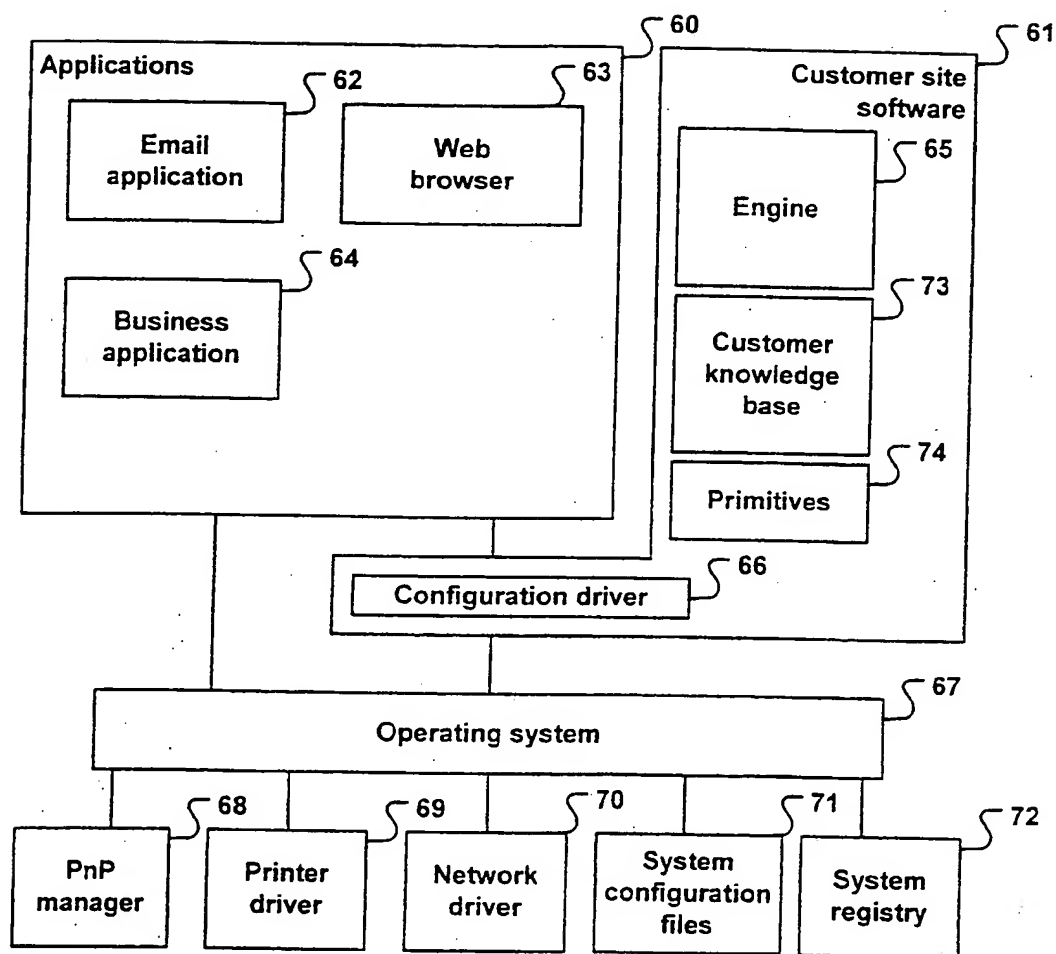 60
61
Applications
62
63
Customer site
software
Email
application
Web
browser
65
Engine
64
Business
application
73
Customer
knowledge
base
74
Primitives
66
Configuration driver
67
Operating system
68
69
70
71
72
PnP
manager
Printer
driver
Network
driver
System
configuration
files
System
registry